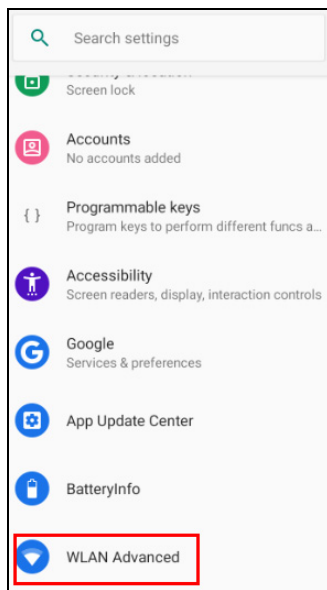 Search settings
Screen lock
Accounts
No accounts added
{ }
Programmable keys
Program keys to perform different funcs a...
Accessibility
Screen readers, display, interaction controls
G
Google
Services & preferences
App Update Center
BatteryInfo
WLAN Advanced